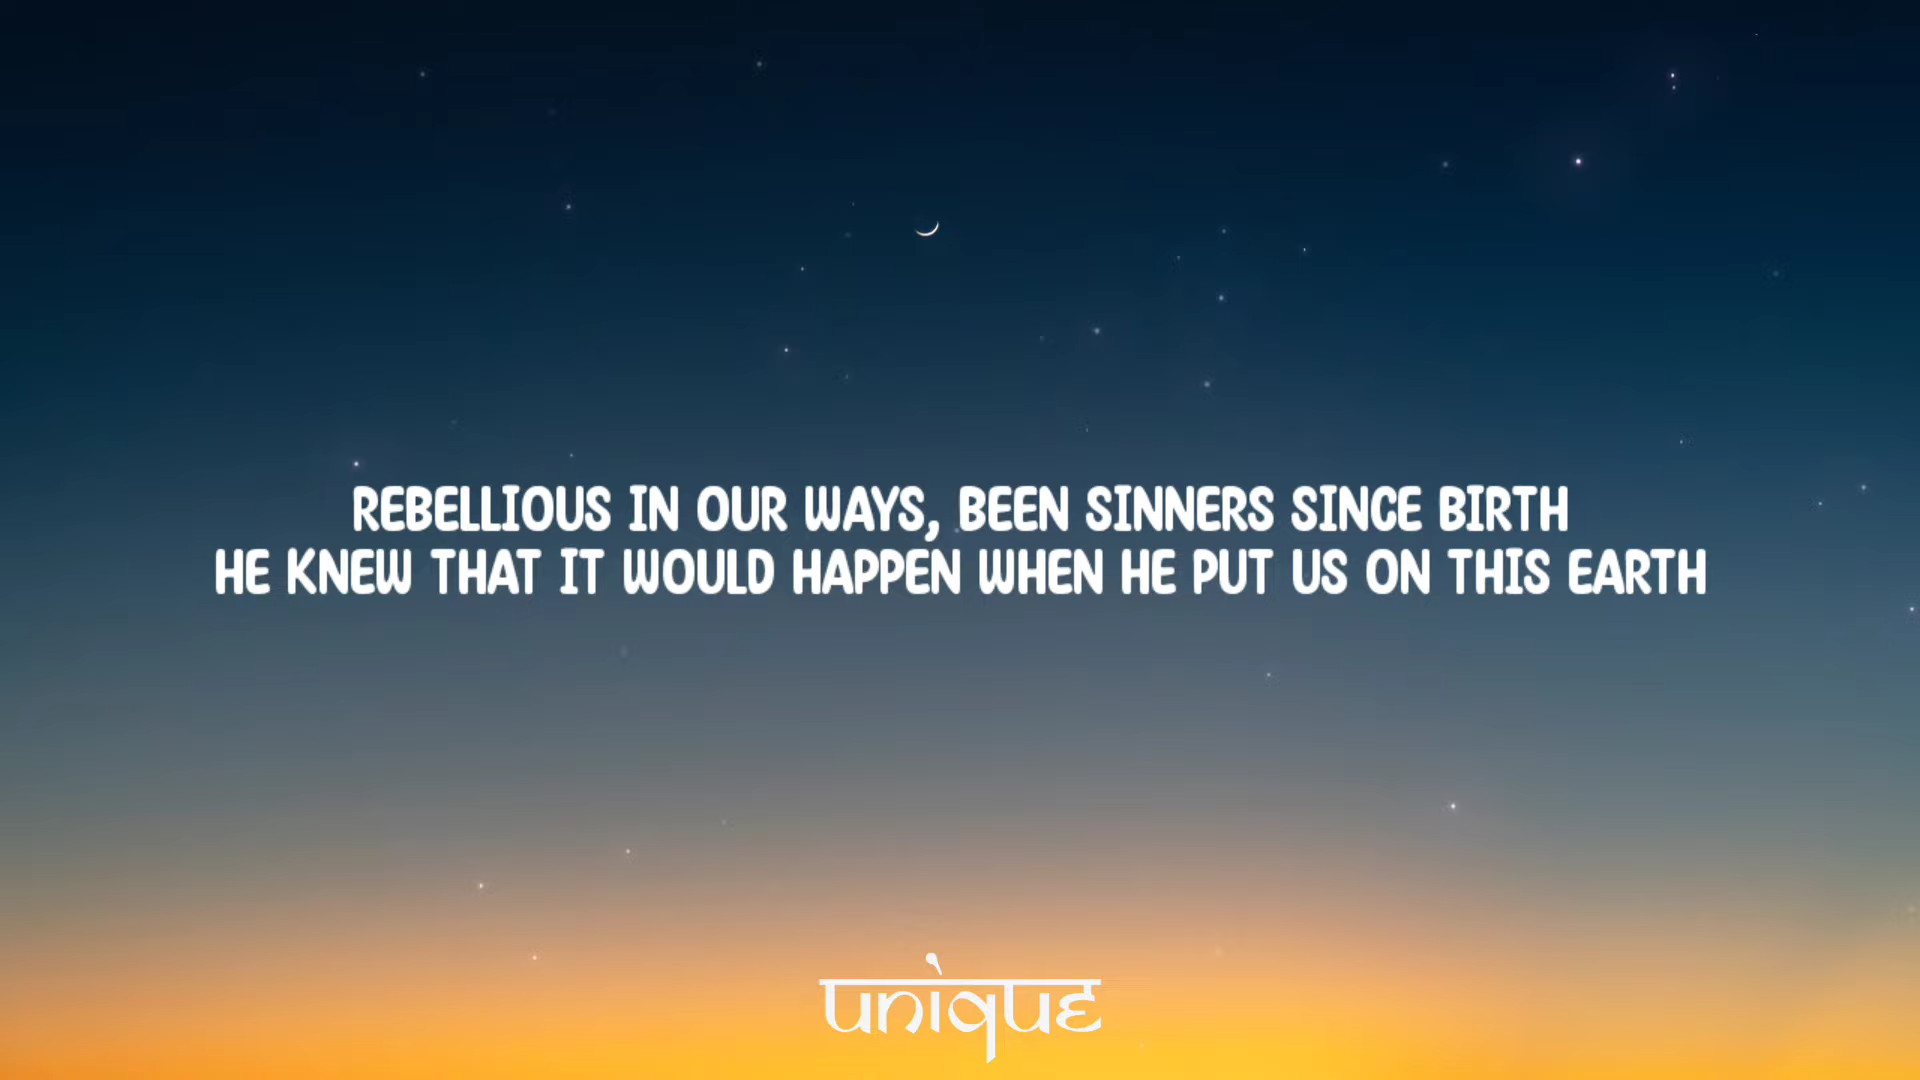 REBELLIOUS IN OUR WAYS, BEEN SINNERS SINCE BIRTH
HE KNEW THAT IT WOULD HAPPEN WHEN HE PUT US ON THIS EARTH
unique